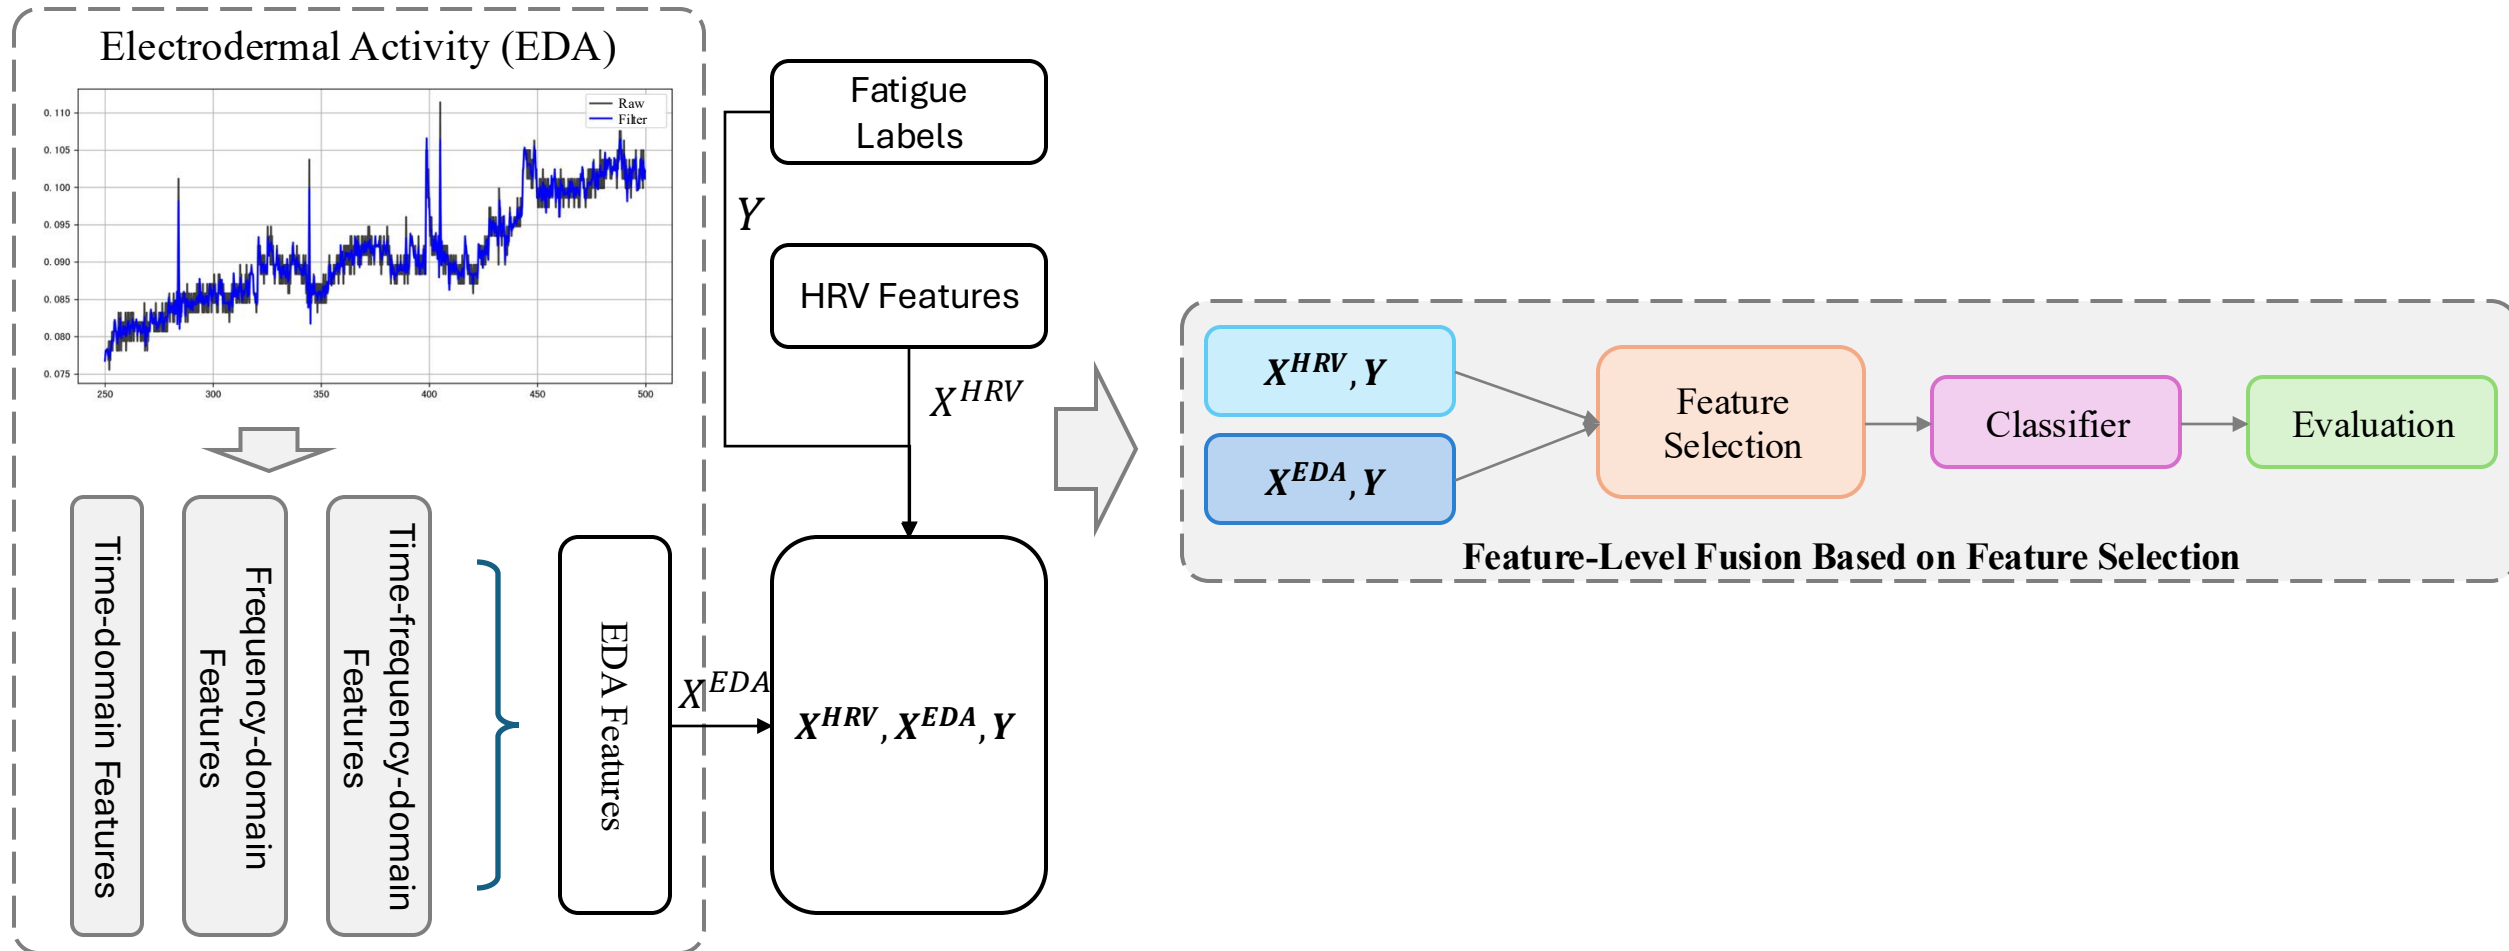 Electrodermal Activity (EDA)
Raw
Filter
0.110
0.105
0.100
0.095
0.090
0.085
0.080
0.075
250 300 350 400 450 500
Time-domain Features
Frequency-domain
Features
Time-frequency-domain
Features
EDA Features
X^{EDA}
Fatigue
Labels
Y
HRV Features
X^{HRV}
X^{HRV}, X^{EDA}, Y
X^{HRV}, Y
X^{EDA}, Y
Feature
Selection
Classifier
Evaluation
Feature-Level Fusion Based on Feature Selection